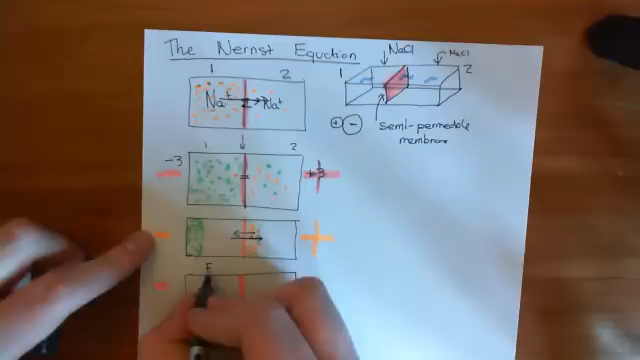 The Nernst Equation
NaCl
NaCl
1
2
1
2
Na+
Na+
+ -
semi-permeable
membrane
-3
1
2
+3
-
+
F
-